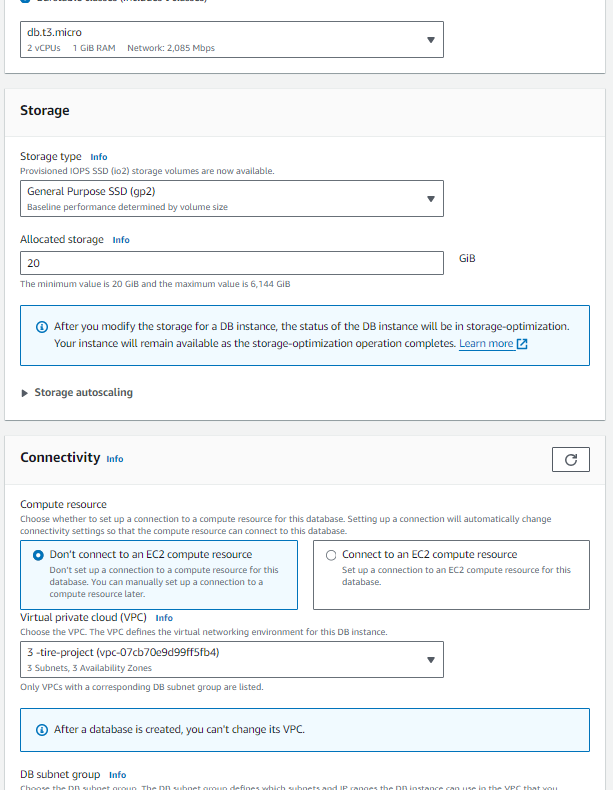 db.t3.micro
2 vCPUs 1 GiB RAM Network: 2,085 Mbps
Storage
Storage type Info
Provisioned IOPS SSD (io2) storage volumes are now available.
General Purpose SSD (gp2)
Baseline performance determined by volume size
Allocated storage Info
20
GiB
The minimum value is 20 GiB and the maximum value is 6,144 GiB
After you modify the storage for a DB instance, the status of the DB instance will be in storage-optimization.
Your instance will remain available as the storage-optimization operation completes. Learn more
Storage autoscaling
Connectivity Info
Compute resource
Choose whether to set up a connection to a compute resource for this database. Setting up a connection will automatically change
connectivity settings so that the compute resource can connect to this database.
Don't connect to an EC2 compute resource
Don't set up a connection to a compute resource for this
database. You can manually set up a connection to a
compute resource later.
Connect to an EC2 compute resource
Set up a connection to an EC2 compute resource for this
database.
Virtual private cloud (VPC) Info
Choose the VPC. The VPC defines the virtual networking environment for this DB instance.
3 -tire-project (vpc-07cb70e9d99ff5fb4)
3 Subnets, 3 Availability Zones
Only VPCs with a corresponding DB subnet group are listed.
After a database is created, you can't change its VPC.
DB subnet group Info
Choose the DB subnet group. The DB subnet group defines which subnets and IP ranges the DB instance can use in the VPC that you